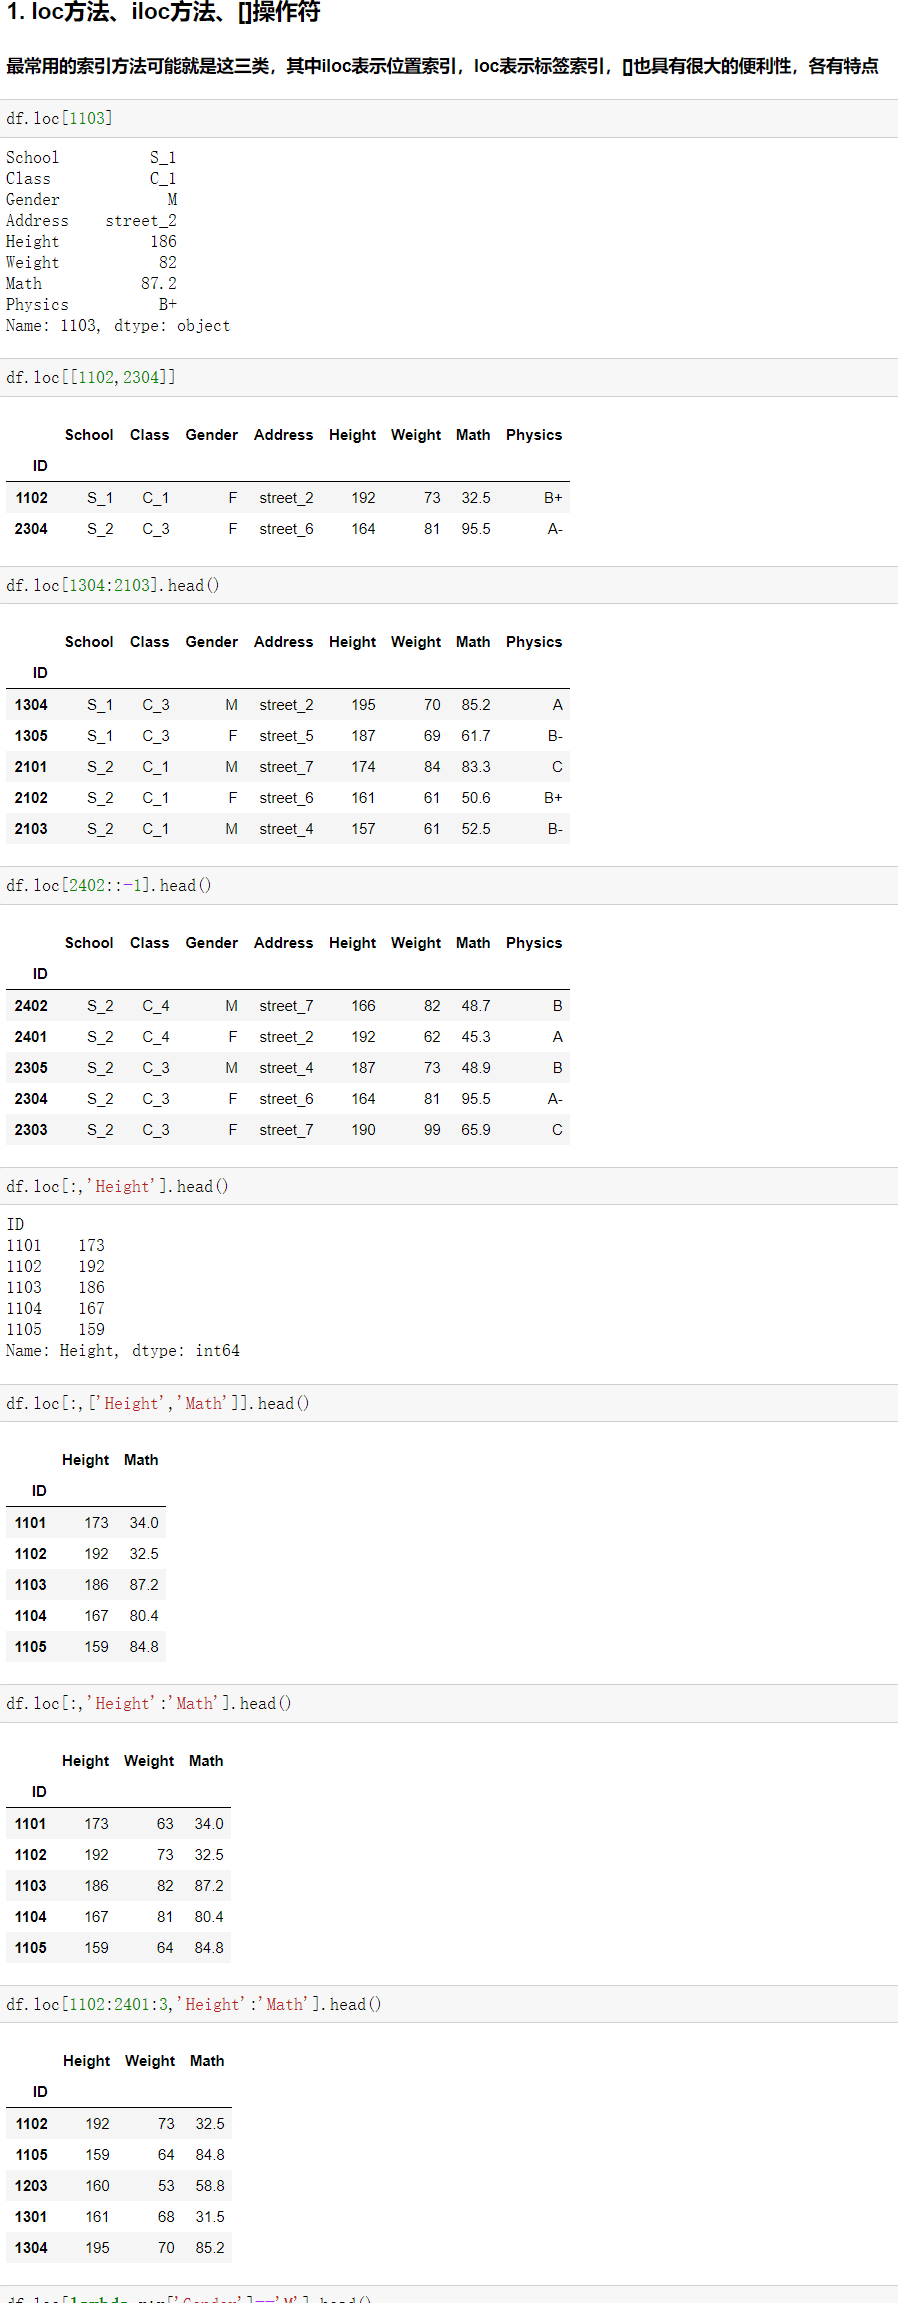 1. loc方法、iloc方法、[]操作符
最常用的索引方法可能就是这三类，其中iloc表示位置索引，loc表示标签索引，[]也具有很大的便利性，各有特点
df.loc[1103]
School S_1
Class C_1
Gender M
Address street_2
Height 186
Weight 82
Math 87.2
Physics B+
Name: 1103, dtype: object
df.loc[[1102,2304]]
School Class Gender Address Height Weight Math Physics
ID
1102 S_1 C_1 F street_2 192 73 32.5 B+
2304 S_2 C_3 F street_6 164 81 95.5 A-
df.loc[1304:2103].head()
School Class Gender Address Height Weight Math Physics
ID
1304 S_1 C_3 M street_2 195 70 85.2 A
1305 S_1 C_3 F street_5 187 69 61.7 B-
2101 S_2 C_1 M street_7 174 84 83.3 C
2102 S_2 C_1 F street_6 161 61 50.6 B+
2103 S_2 C_1 M street_4 157 61 52.5 B-
df.loc[2402::-1].head()
School Class Gender Address Height Weight Math Physics
ID
2402 S_2 C_4 M street_7 166 82 48.7 B
2401 S_2 C_4 F street_2 192 62 45.3 A
2305 S_2 C_3 M street_4 187 73 48.9 B
2304 S_2 C_3 F street_6 164 81 95.5 A-
2303 S_2 C_3 F street_7 190 99 65.9 C
df.loc[:,'Height'].head()
ID
1101 173
1102 192
1103 186
1104 167
1105 159
Name: Height, dtype: int64
df.loc[:,['Height','Math']].head()
Height Math
ID
1101 173 34.0
1102 192 32.5
1103 186 87.2
1104 167 80.4
1105 159 84.8
df.loc[:,'Height':'Math'].head()
Height Weight Math
ID
1101 173 63 34.0
1102 192 73 32.5
1103 186 82 87.2
1104 167 81 80.4
1105 159 64 84.8
df.loc[1102:2401:3,'Height':'Math'].head()
Height Weight Math
ID
1102 192 73 32.5
1105 159 64 84.8
1203 160 53 58.8
1301 161 68 31.5
1304 195 70 85.2